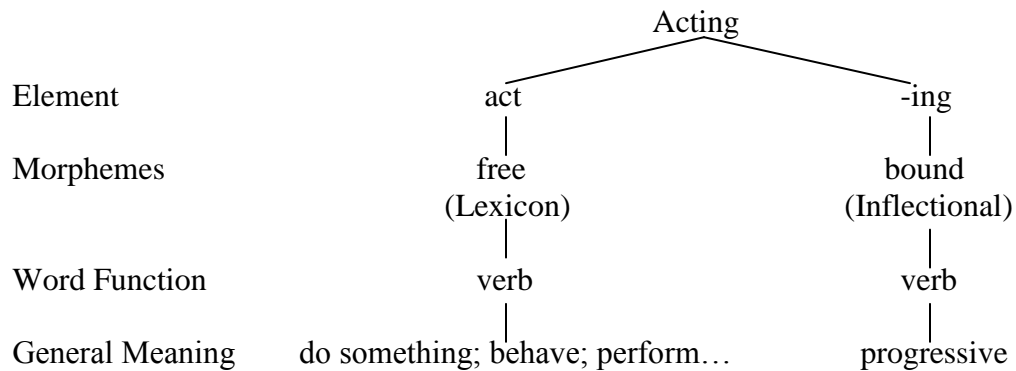 Acting
Element act -ing
Morphemes free bound
(Lexicon) (Inflectional)
Word Function verb verb
General Meaning do something; behave; perform… progressive